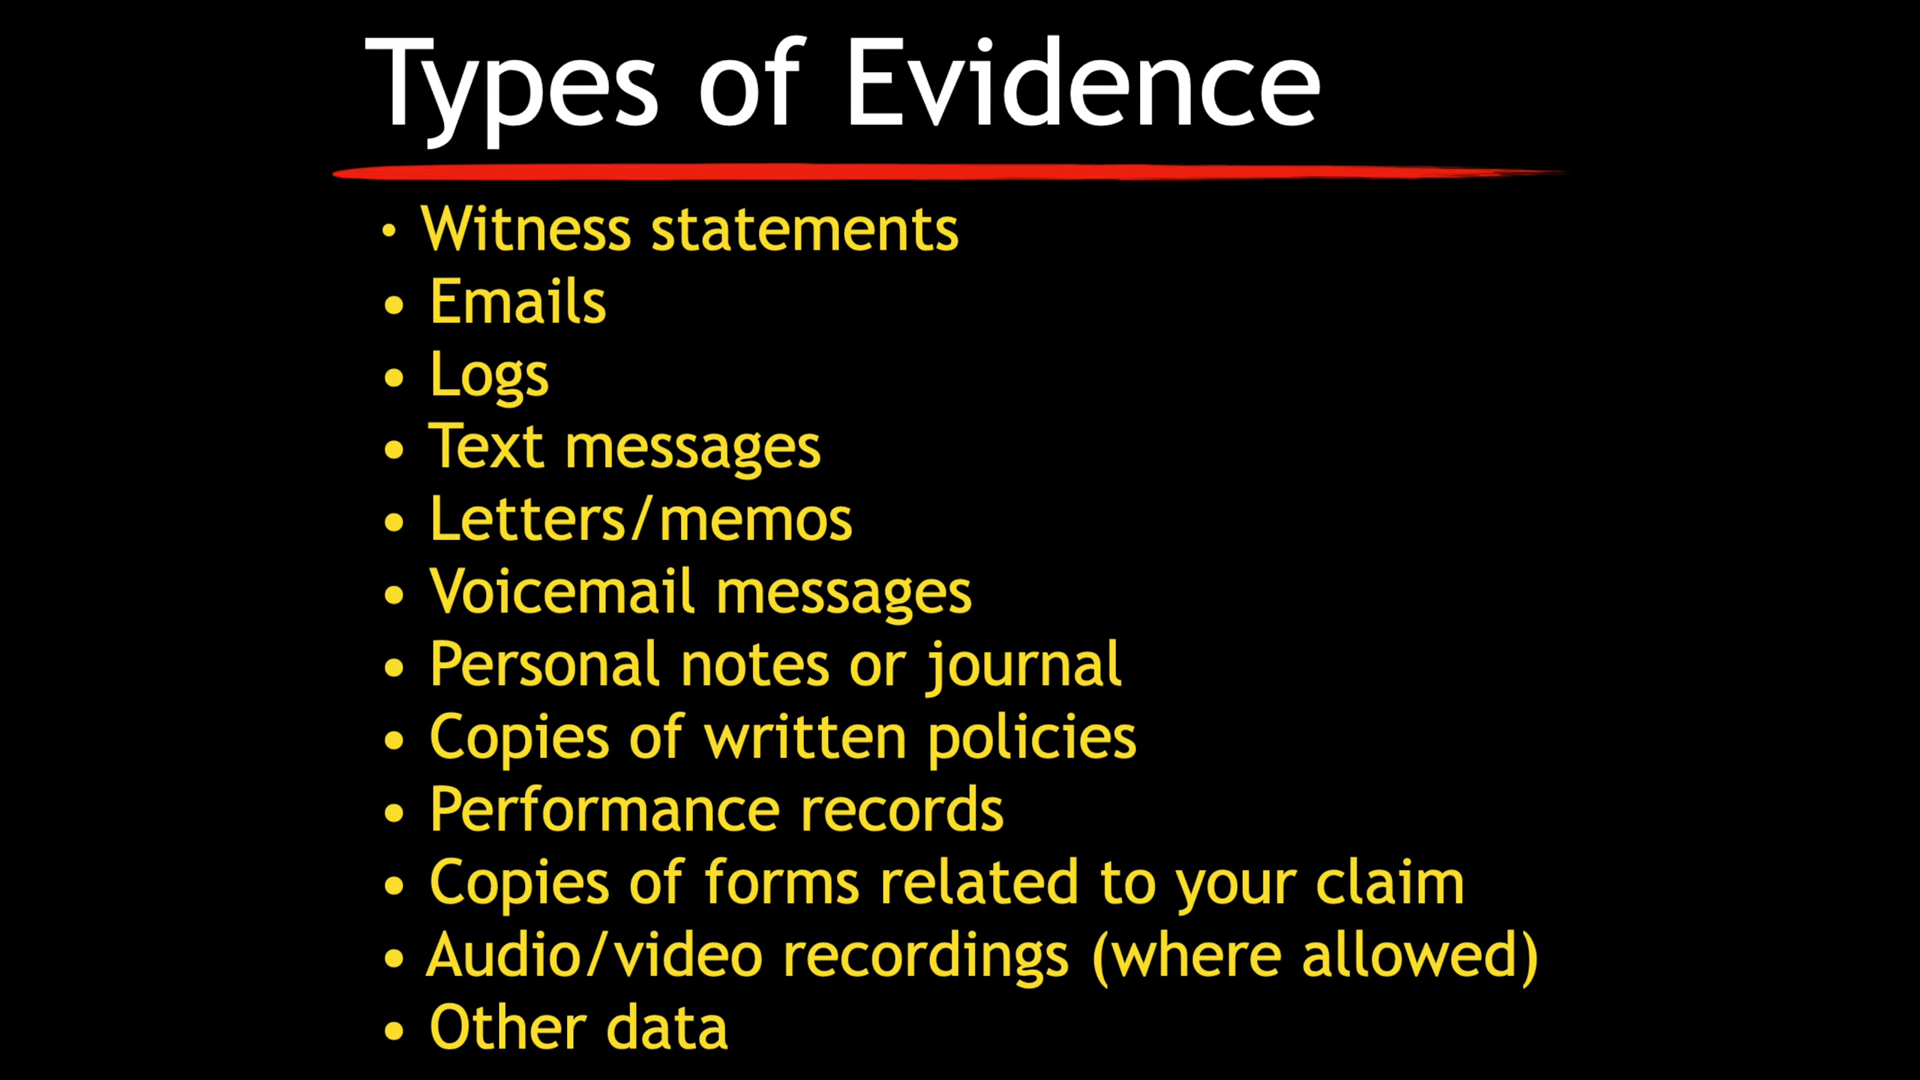 Types of Evidence
• Witness statements
• Emails
• Logs
• Text messages
• Letters/memos
• Voicemail messages
• Personal notes or journal
• Copies of written policies
• Performance records
• Copies of forms related to your claim
• Audio/video recordings (where allowed)
• Other data